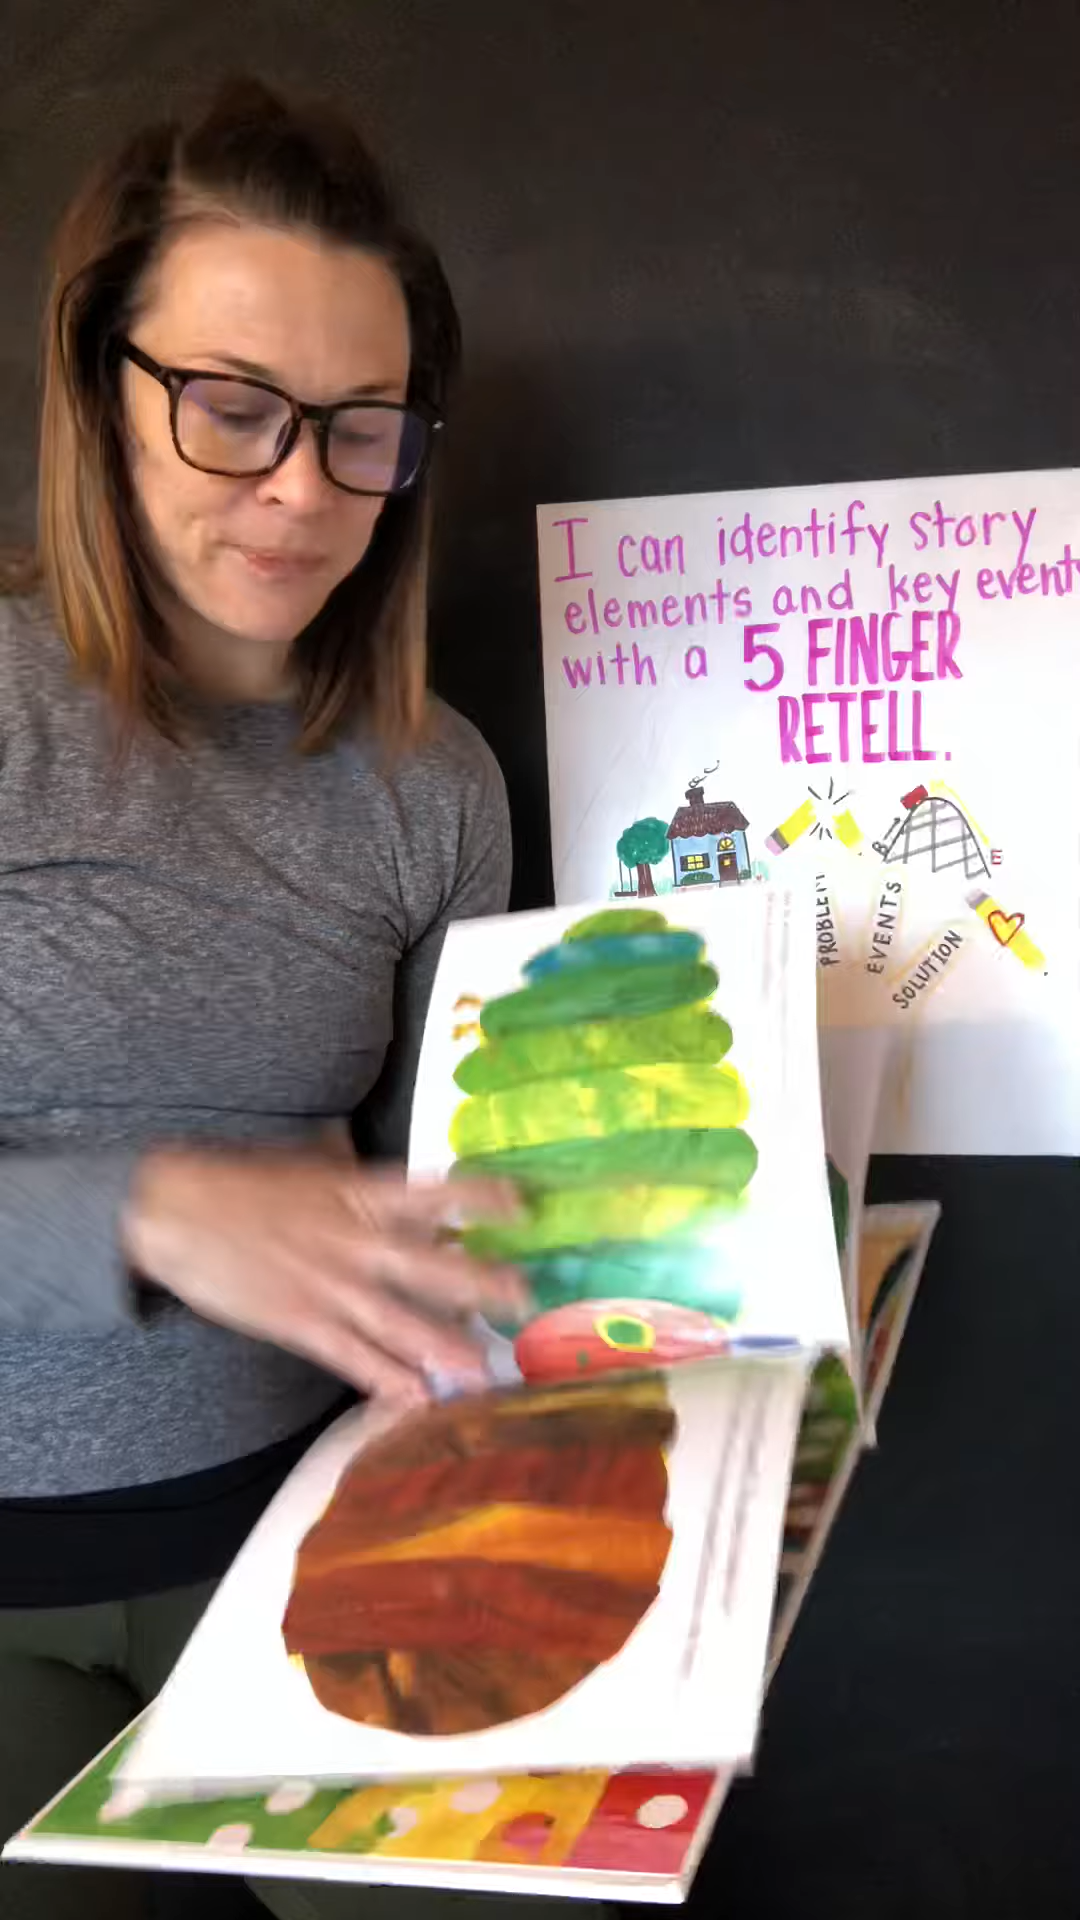 I can identify story
elements and key event
with a 5 FINGER
RETELL.
B
E
PROBLEM
EVENTS
SOLUTION